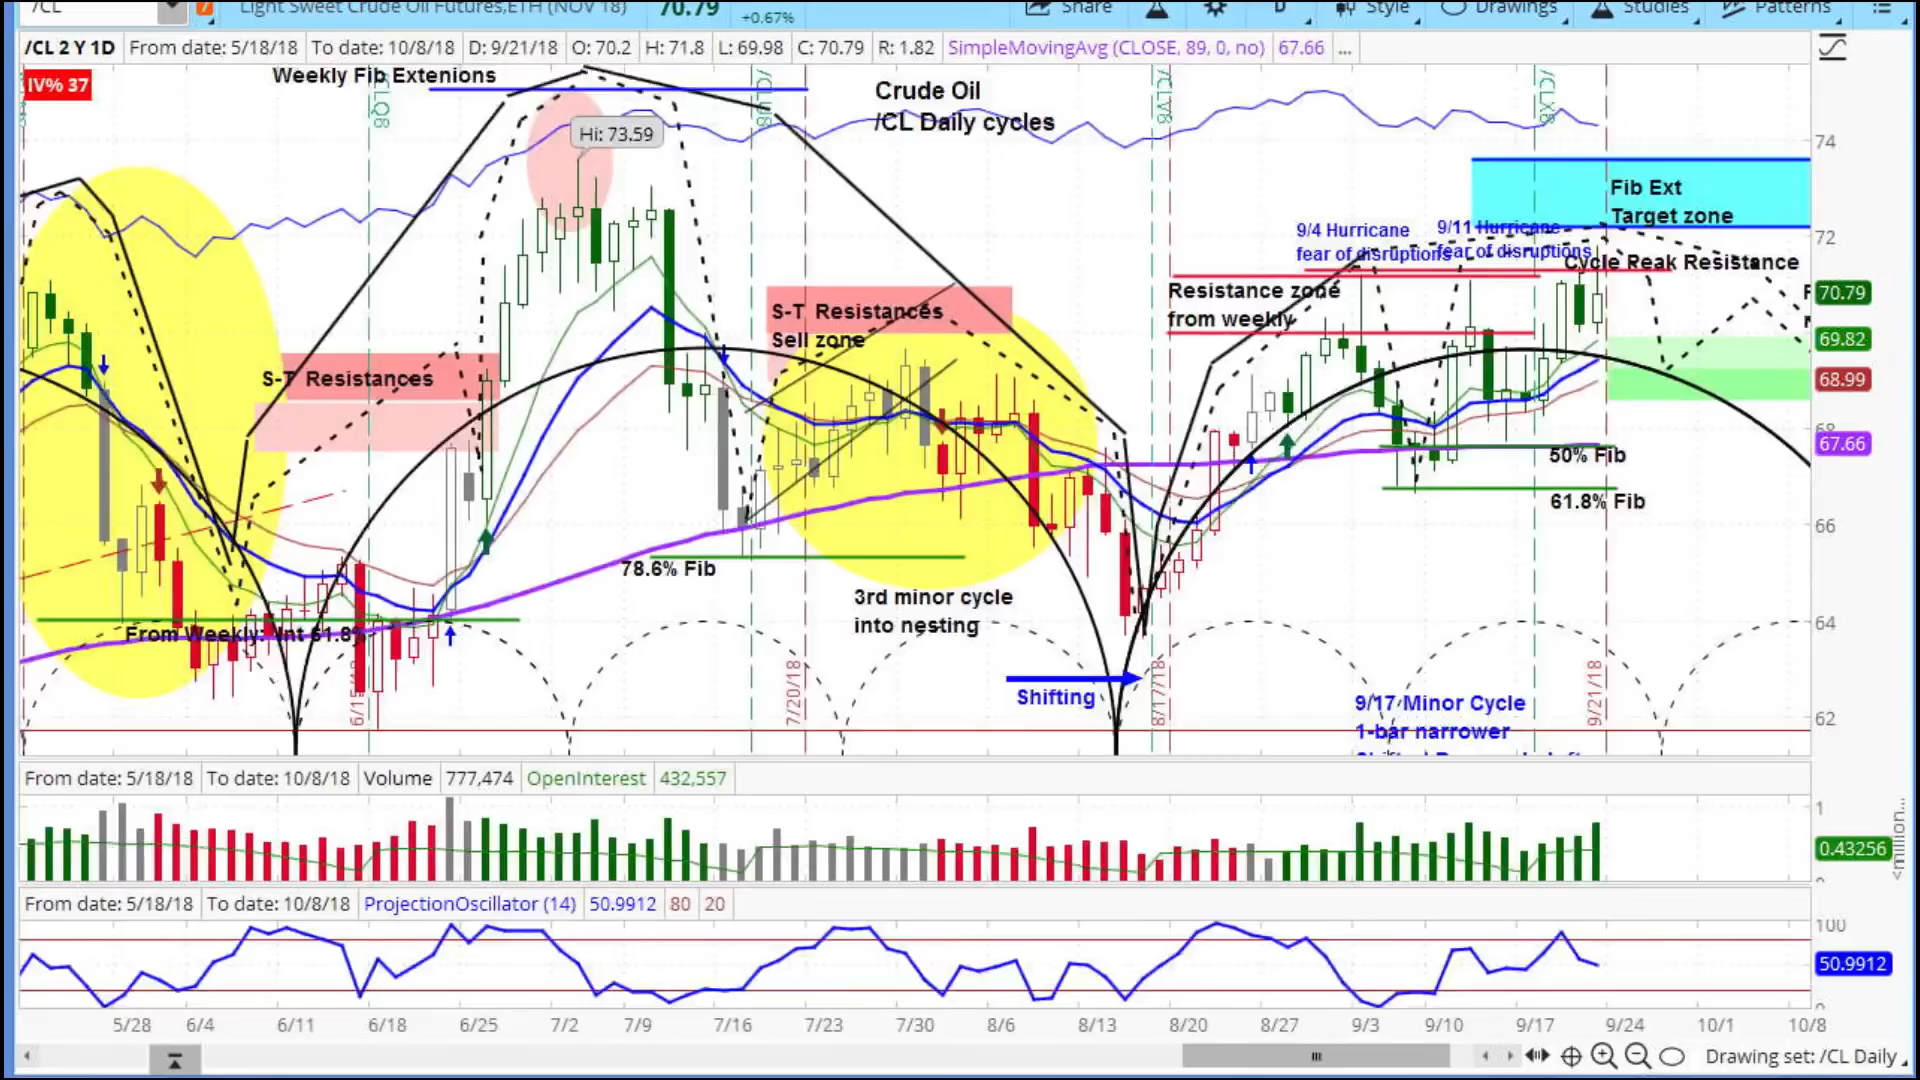 /CL
Light Sweet Crude Oil Futures,ETH (NOV 18)
70.79
+0.67%
Share
D
Style
Drawings
Studies
Patterns
/CL 2 Y 1D
From date: 5/18/18
To date: 10/8/18
D: 9/21/18
O: 70.2
H: 71.8
L: 69.98
C: 70.79
R: 1.82
SimpleMovingAvg (CLOSE, 89, 0, no)
67.66
...
IV% 37
Weekly Fib Extenions
Crude Oil
/CL Daily cycles
Hi: 73.59
/CLQ8
/CLU8
/CLV8
/CLX8
74
72
68
66
64
62
Fib Ext
Target zone
9/4 Hurricane
fear of disruptions
9/11 Hurricane
fear of disruptions
Cycle Peak Resistance
Resistance zone
from weekly
S-T Resistances
Sell zone
S-T Resistances
70.79
69.82
68.99
67.66
50% Fib
61.8% Fib
78.6% Fib
3rd minor cycle
into nesting
From Weekly: Int 61.8%
Shifting
7/20/18
8/17/18
9/21/18
9/17 Minor Cycle
1-bar narrower
From date: 5/18/18
To date: 10/8/18
Volume
777,474
OpenInterest
432,557
1
0.43256
<million...
From date: 5/18/18
To date: 10/8/18
ProjectionOscillator (14)
50.9912
80
20
100
50.9912
5/28
6/4
6/11
6/18
6/25
7/2
7/9
7/16
7/23
7/30
8/6
8/13
8/20
8/27
9/3
9/10
9/17
9/24
10/1
10/8
Drawing set: /CL Daily